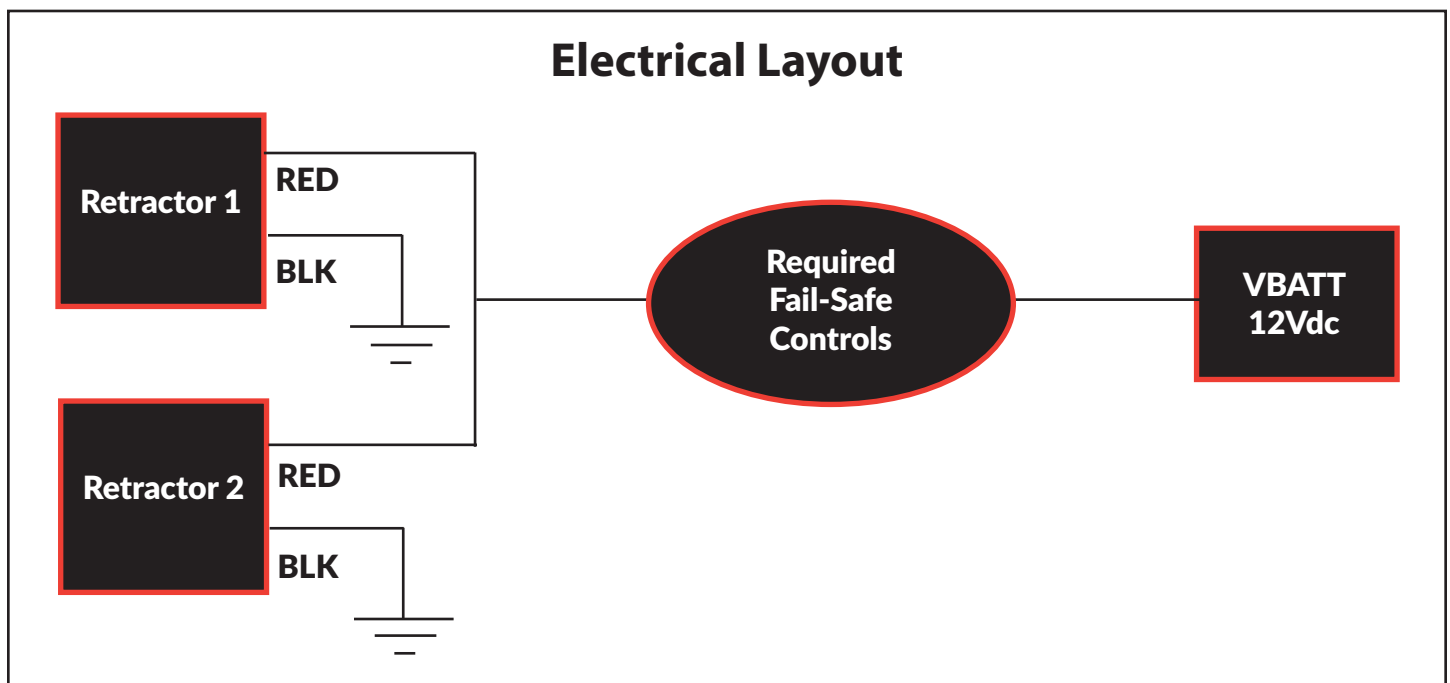 Electrical Layout
Retractor 1
RED
BLK
Required
Fail-Safe
Controls
VBATT
12Vdc
Retractor 2
RED
BLK